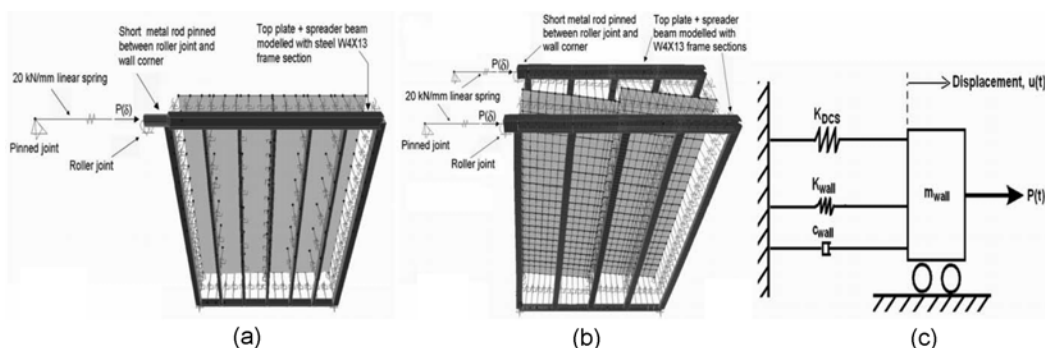 Short metal rod pinned
between roller joint and
wall corner
Top plate + spreader
beam modelled with
steel W4X13
frame section
20 kN/mm linear spring
P(δ)
Pinned joint
Roller joint
(a)
Short metal rod pinned
between roller joint and
wall corner
Top plate + spreader
beam modelled with
W4X13 frame sections
P(δ)
20 kN/mm linear spring
P(δ)
Pinned joint
Roller joint
(b)
Displacement, u(t)
KDCS
Kwall
cwall
mwall
P(t)
(c)